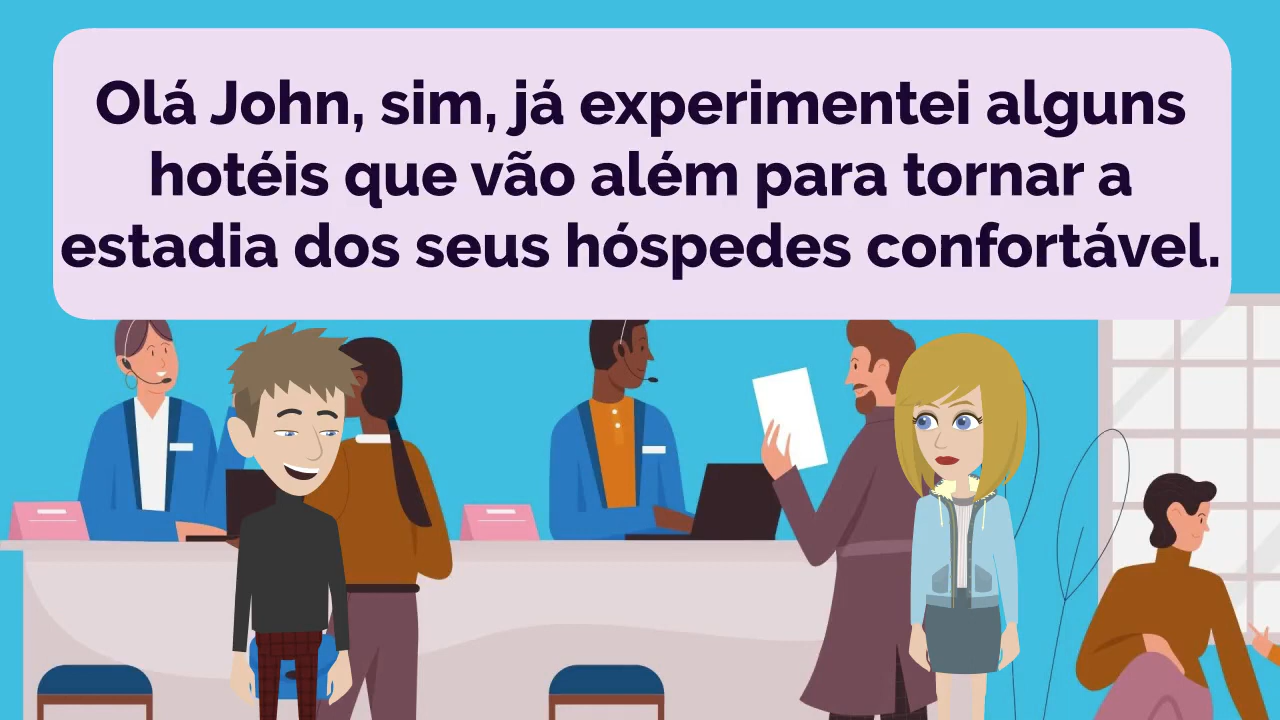 Olá John, sim, já experimentei alguns
hotéis que vão além para tornar a
estadia dos seus hóspedes confortável.